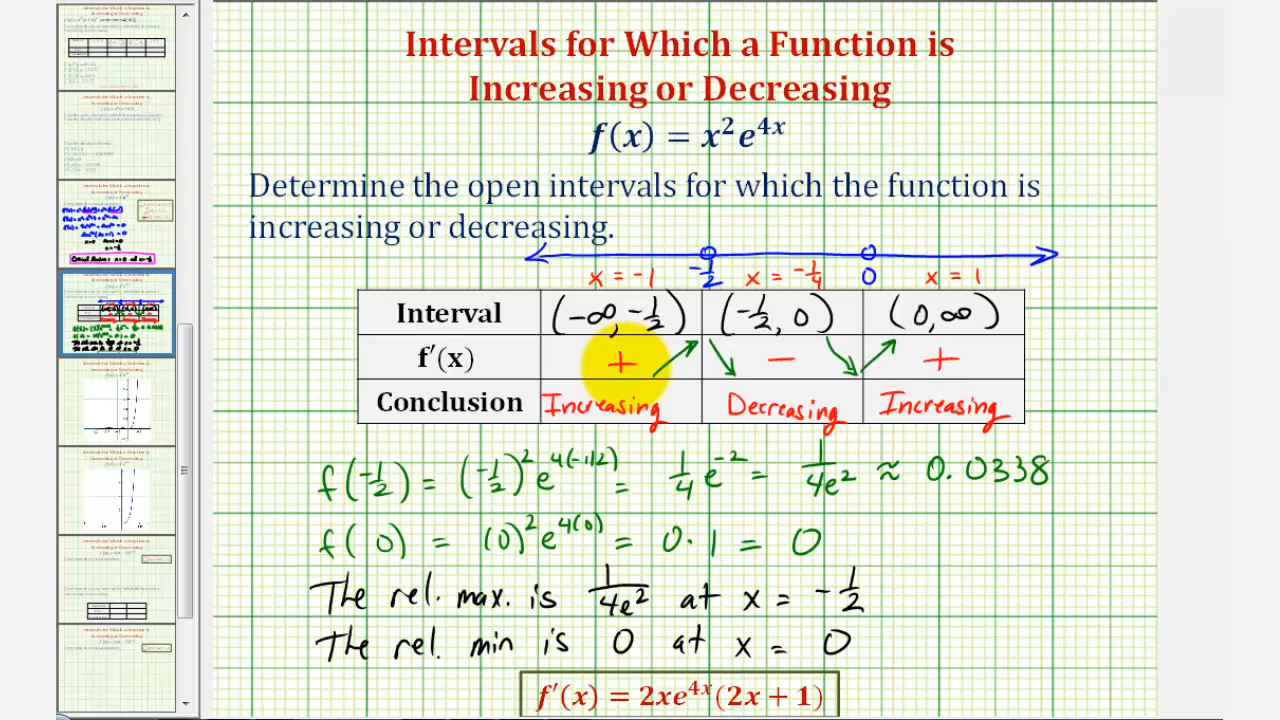 Intervals for Which a Function is
Increasing or Decreasing
f(x) = x²e⁴ˣ
Determine the open intervals for which the function is
increasing or decreasing.
x = -1 -1/2 x = -1/4 0 x = 1
Interval (-∞, -1/2) (-1/2, 0) (0, ∞)
f'(x) + - +
Conclusion Increasing Decreasing Increasing
f(-1/2) = (-1/2)² e^4(-1/2) = 1/4 e⁻² = 1/4e² ≈ 0.0338
f(0) = (0)² e^4(0) = 0·1 = 0
The rel. max. is 1/4e² at x = -1/2
The rel. min is 0 at x = 0
f'(x) = 2xe⁴ˣ(2x + 1)